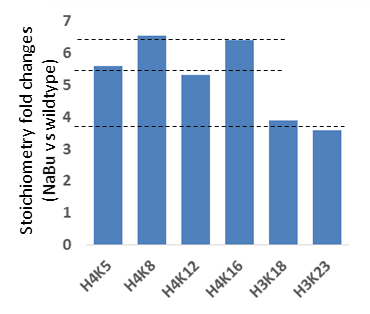 Stoichiometry fold changes
(NaBu vs wildtype)
7
6
5
4
3
2
1
0
H4K5
H4K8
H4K12
H4K16
H3K18
H3K23